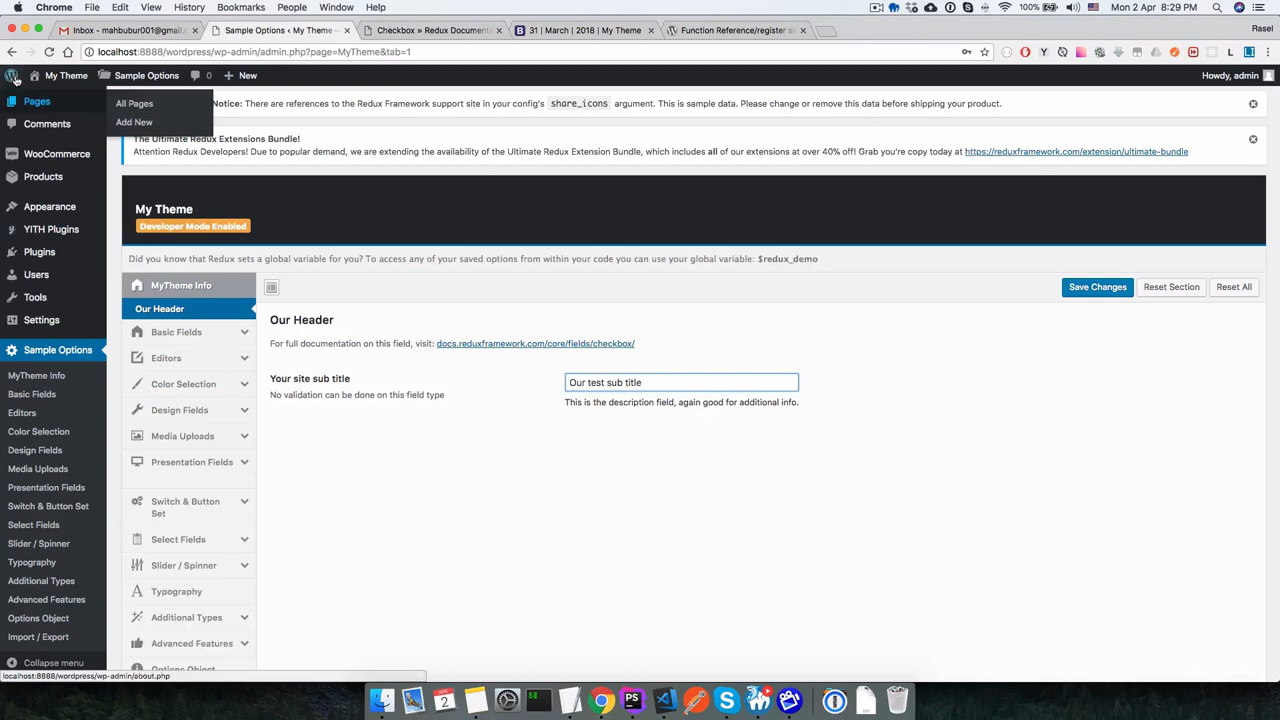 Chrome File Edit View History Bookmarks People Window Help 100% Mon 2 Apr 8:29 PM
Inbox - mahbubur001@gmail.c Sample Options ‹ My Theme — Checkbox » Redux Documen 31 | March | 2018 | My Theme Function Reference/register si Rasel
localhost:8888/wordpress/wp-admin/admin.php?page=MyTheme&tab=1
My Theme Sample Options 0 New Howdy, admin
Pages
All Pages
Add New
Comments
WooCommerce
Products
Appearance
YITH Plugins
Plugins
Users
Tools
Settings
Sample Options
MyTheme Info
Basic Fields
Editors
Color Selection
Design Fields
Media Uploads
Presentation Fields
Switch & Button Set
Select Fields
Slider / Spinner
Typography
Additional Types
Advanced Features
Options Object
Import / Export
Collapse menu
localhost:8888/wordpress/wp-admin/about.php
Notice: There are references to the Redux Framework support site in your config's share_icons argument. This is sample data. Please change or remove this data before shipping your product.
The Ultimate Redux Extensions Bundle!
Attention Redux Developers! Due to popular demand, we are extending the availability of the Ultimate Redux Extension Bundle, which includes all of our extensions at over 40% off! Grab you're copy today at https://reduxframework.com/extension/ultimate-bundle
My Theme
Developer Mode Enabled
Did you know that Redux sets a global variable for you? To access any of your saved options from within your code you can use your global variable: $redux_demo
MyTheme Info
Our Header
Basic Fields
Editors
Color Selection
Design Fields
Media Uploads
Presentation Fields
Switch & Button
Set
Select Fields
Slider / Spinner
Typography
Additional Types
Advanced Features
Options Object
Save Changes Reset Section Reset All
Our Header
For full documentation on this field, visit: docs.reduxframework.com/core/fields/checkbox/
Your site sub title
No validation can be done on this field type
Our test sub title
This is the description field, again good for additional info.